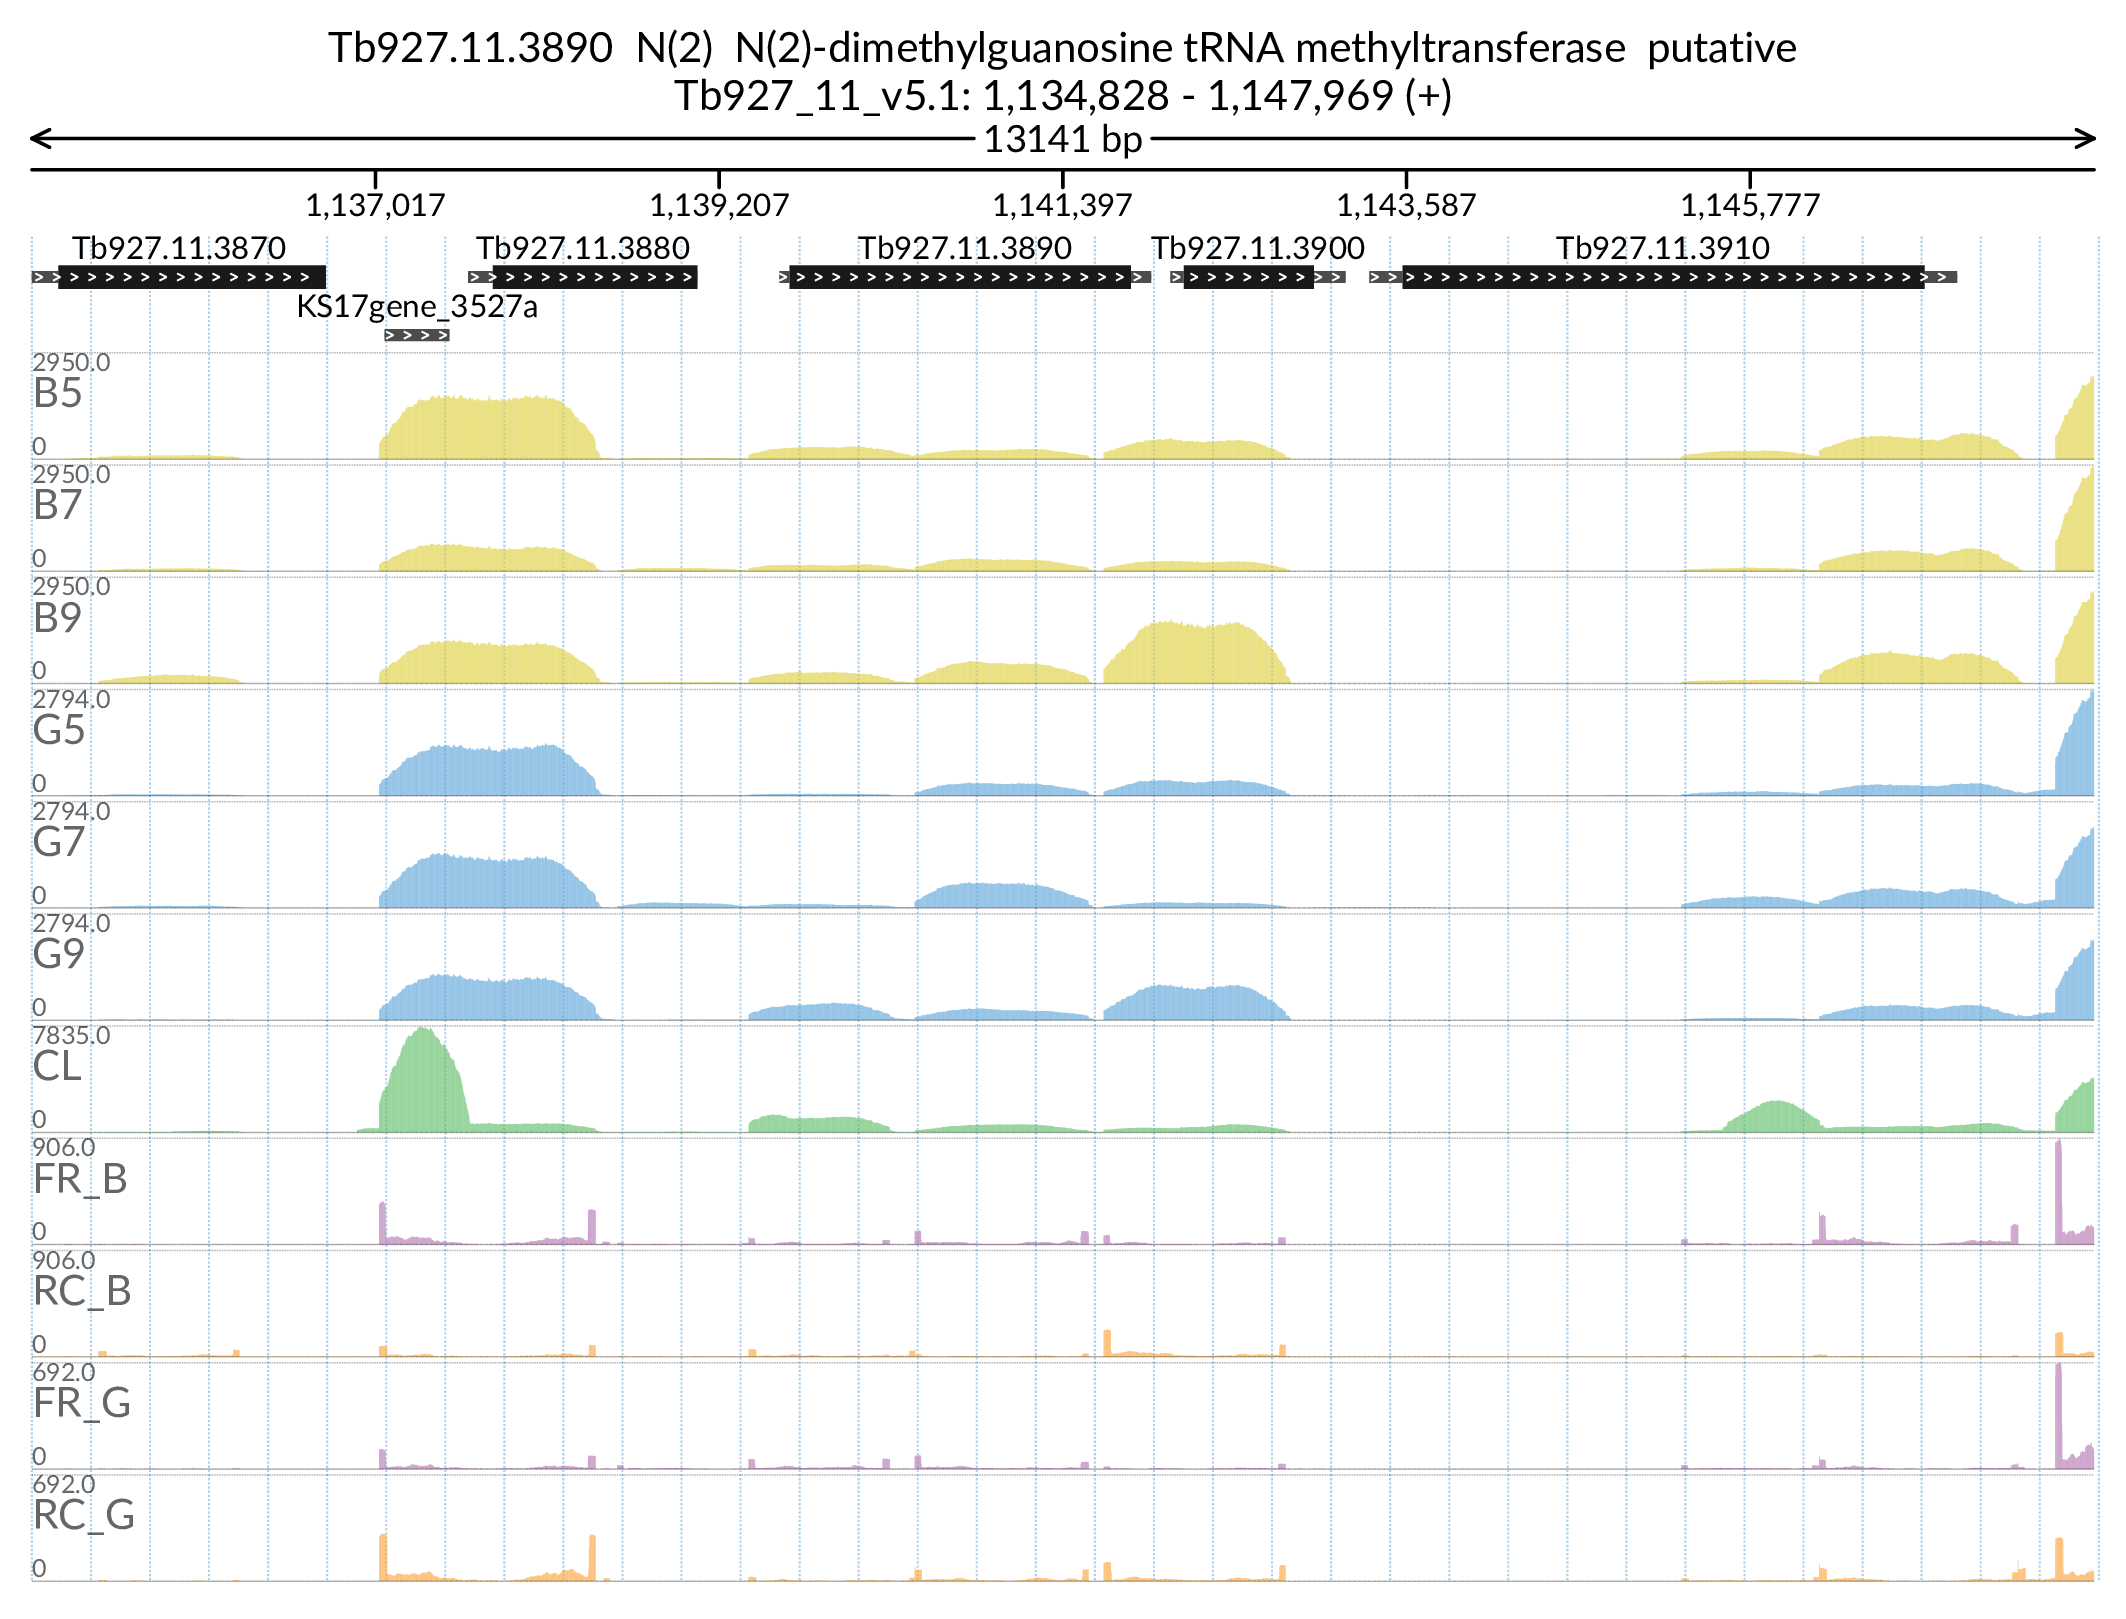 Tb927.11.3890  N(2)  N(2)-dimethylguanosine tRNA methyltransferase  putative
Tb927_11_v5.1: 1,134,828 - 1,147,969 (+)
13141 bp
1,137,017 1,139,207 1,141,397 1,143,587 1,145,777
Tb927.11.3870 Tb927.11.3880 Tb927.11.3890 Tb927.11.3900 Tb927.11.3910
KS17gene_3527a
2950.0
B5
0
2950.0
B7
0
2950.0
B9
0
2794.0
G5
0
2794.0
G7
0
2794.0
G9
0
7835.0
CL
0
906.0
FR_B
0
906.0
RC_B
0
692.0
FR_G
0
692.0
RC_G
0